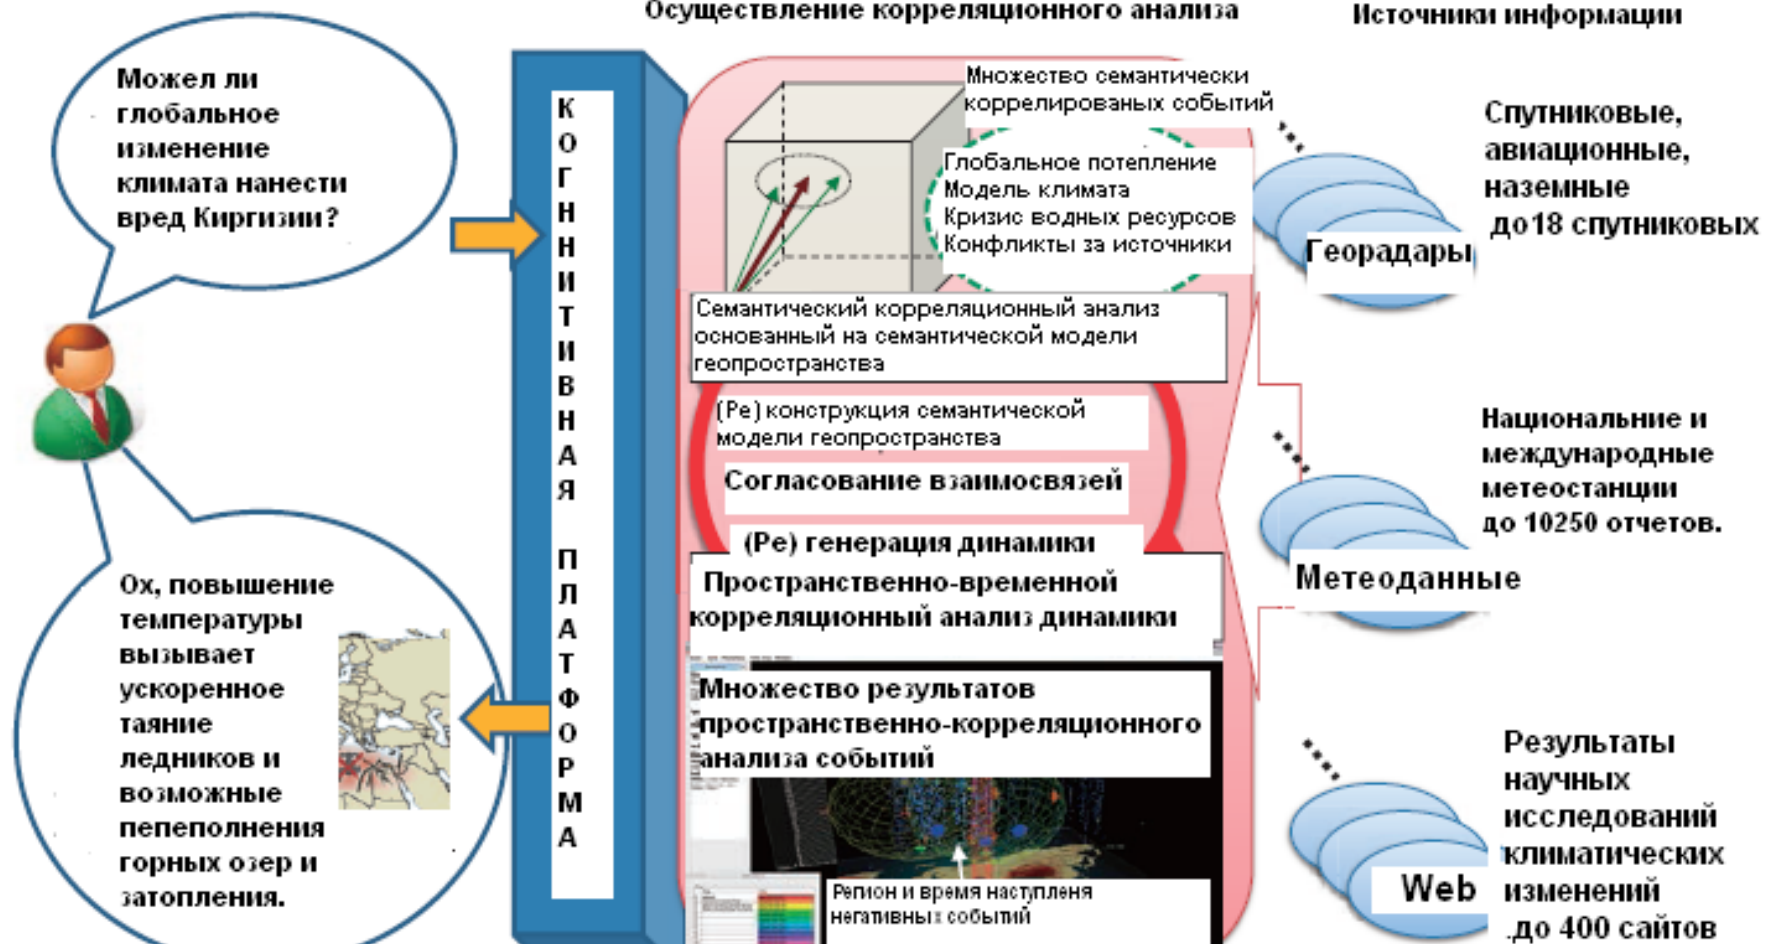 Осуществление корреляционного анализа
Источники информации
Можел ли
глобальное
изменение
климата нанести
вред Киргизии?
К
О
Г
Н
Н
И
Т
И
В
Н
А
Я
П
Л
А
Т
Ф
О
Р
М
А
Множество семантически
коррелированых событий
Глобальное потепление
Модель климата
Кризис водных ресурсов
Конфликты за источники
Семантический корреляционный анализ
основанный на семантической модели
геопространства
(Ре) конструкция семантической
модели геопространства
Согласование взаимосвязей
(Ре) генерация динамики
Пространственно-временной
корреляционный анализ динамики
Множество результатов
пространственно-корреляционного
анализа событий
Регион и время наступленя
негативных событий
Спутниковые,
авиационные,
наземные
до18 спутниковых
Георадары
Национальние и
международные
метеостанции
до 10250 отчетов.
Метеоданные
Результаты
научных
исследований
климатических
изменений
.до 400 сайтов
Web
Ох, повышение
температуры
вызывает
ускоренное
таяние
ледников и
возможные
пепеполнения
горных озер и
затопления.